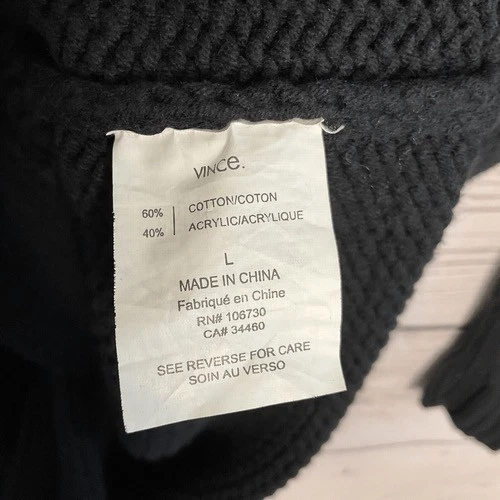 VINCe.
60% COTTON/COTON
40% ACRYLIC/ACRYLIQUE
L
MADE IN CHINA
Fabriqué en Chine
RN# 106730
CA# 34460
SEE REVERSE FOR CARE
SOIN AU VERSO